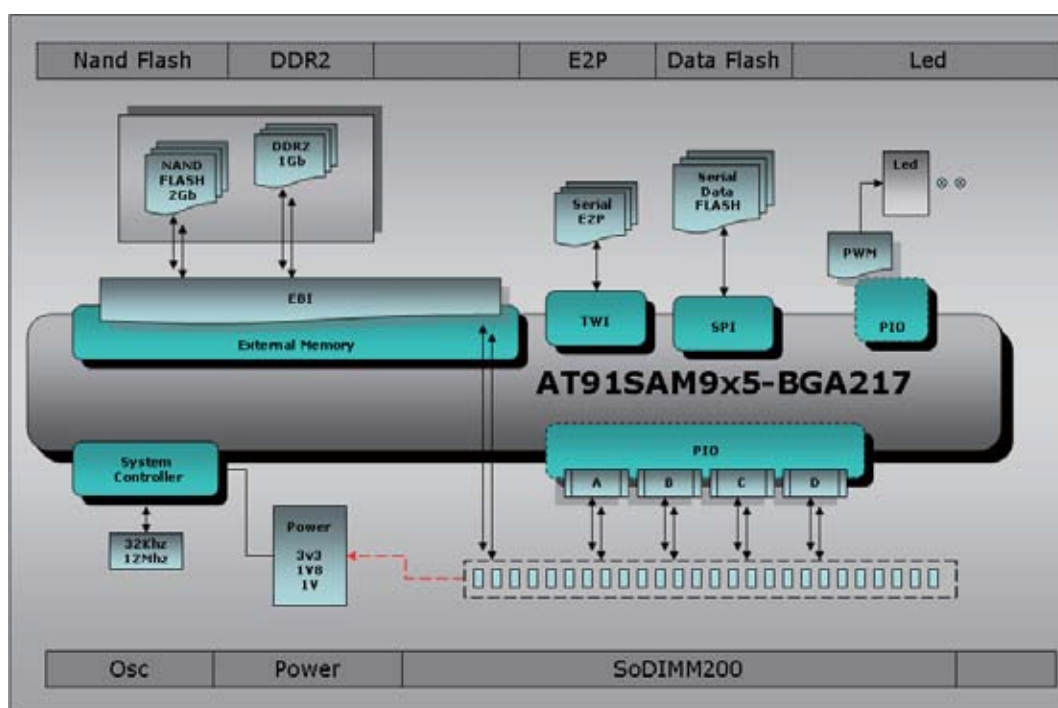 Nand Flash
DDR2
E2P
Data Flash
Led
NAND
FLASH
2Gb
DDR2
1Gb
Serial
E2P
Serial
Data
FLASH
Led
PWM
EBI
External Memory
TWI
SPI
PIO
AT91SAM9x5-BGA217
System
Controller
PIO
A
B
C
D
32Khz
12Mhz
Power
3v3
1V8
1V
Osc
Power
SoDIMM200